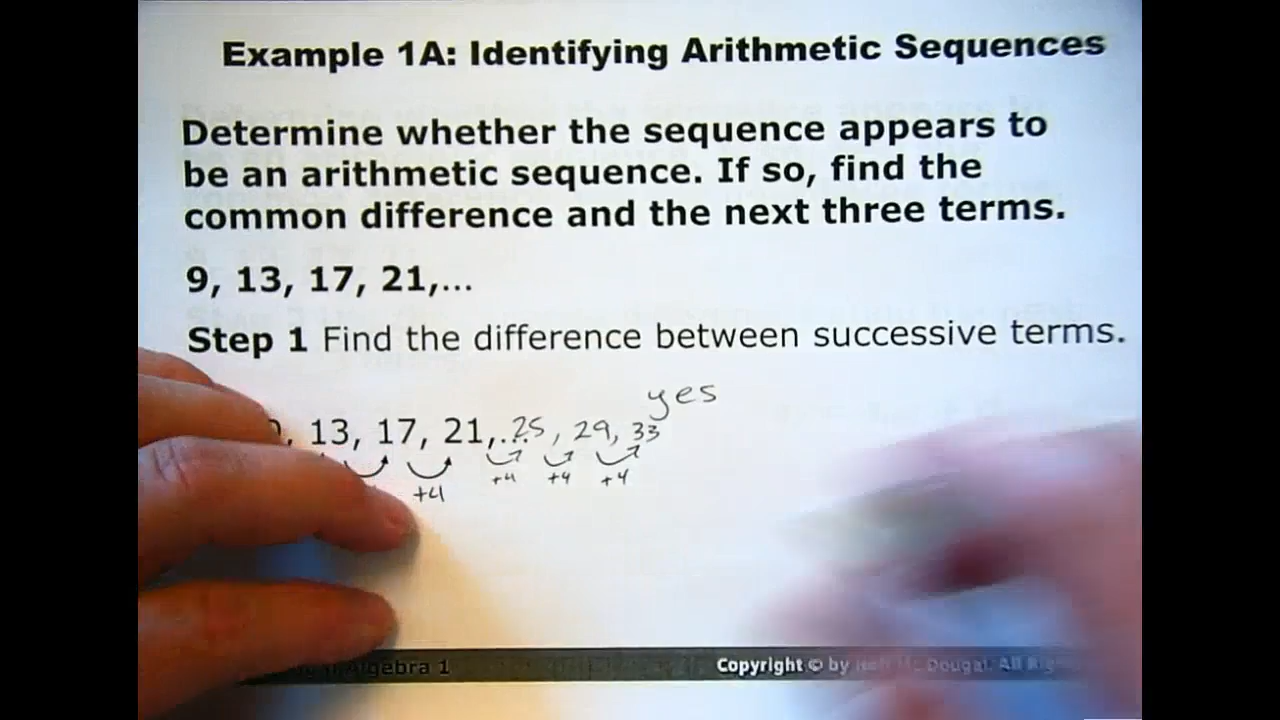 Example 1A: Identifying Arithmetic Sequences
Determine whether the sequence appears to
be an arithmetic sequence. If so, find the
common difference and the next three terms.
9, 13, 17, 21,...
Step 1 Find the difference between successive terms.
yes
, 13, 17, 21,... 25, 29, 33
+4 +4 +4 +4
Algebra 1
Copyright © by Dougal. All